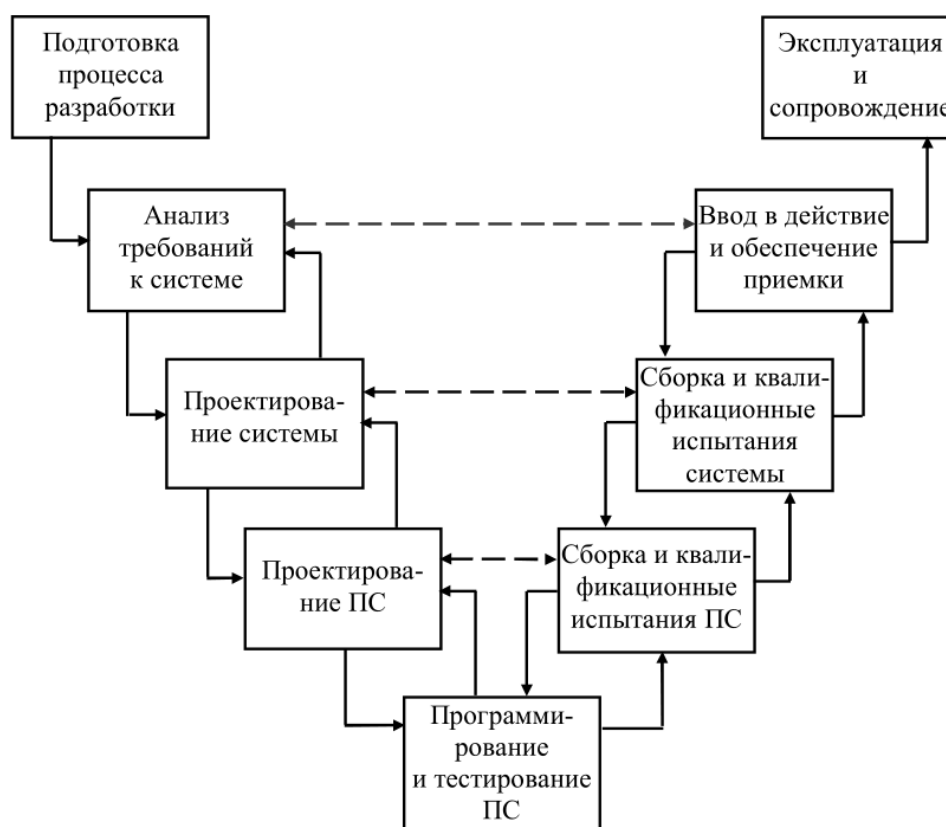 Подготовка
процесса
разработки
Эксплуатация
и
сопровождение
Анализ
требований
к системе
Ввод в действие
и обеспечение
приемки
Проектирова-
ние системы
Сборка и квали-
фикационные
испытания
системы
Проектирова-
ние ПС
Сборка и квали-
фикационные
испытания ПС
Программи-
рование
и тестирование
ПС